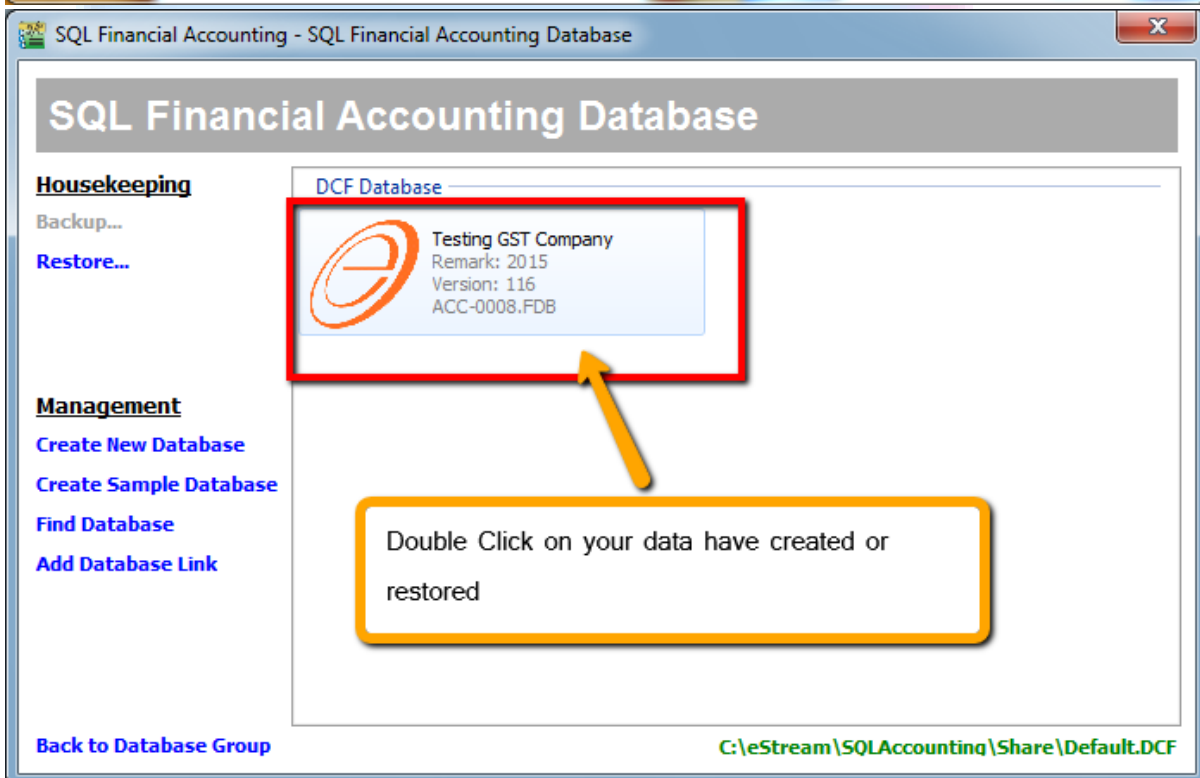 SQL Financial Accounting - SQL Financial Accounting Database
SQL Financial Accounting Database
Housekeeping
Backup...
Restore...
Management
Create New Database
Create Sample Database
Find Database
Add Database Link
Back to Database Group
DCF Database
Testing GST Company
Remark: 2015
Version: 116
ACC-0008.FDB
Double Click on your data have created or
restored
C:\eStream\SQLAccounting\Share\Default.DCF